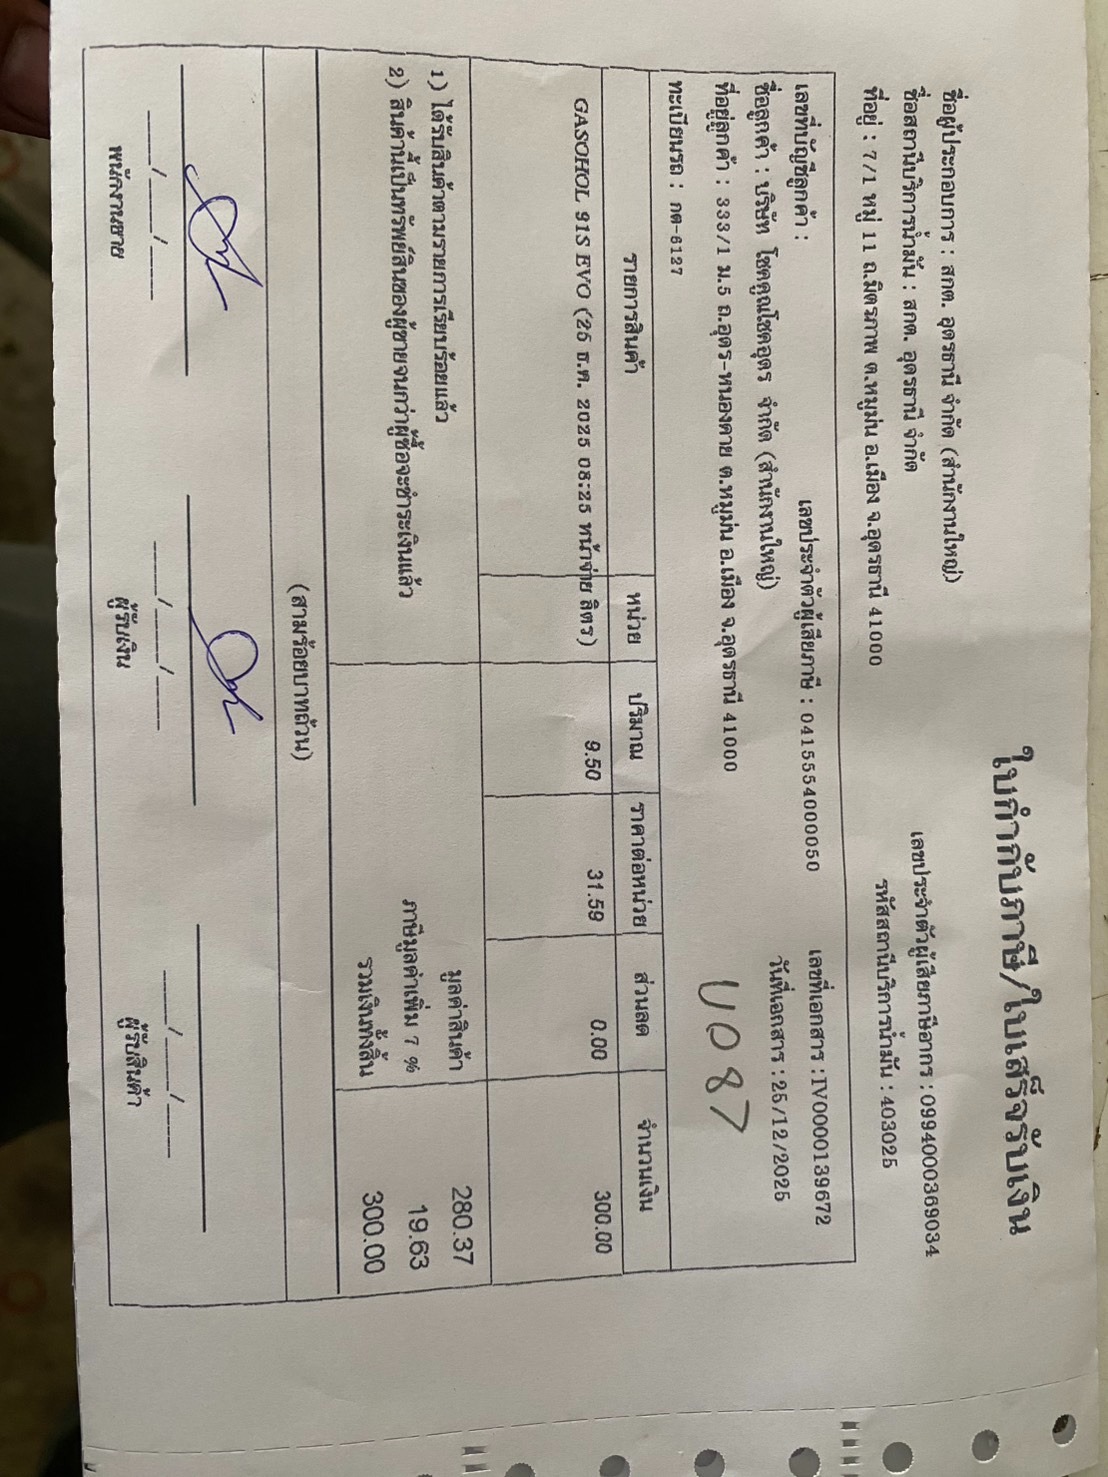 ใบกำกับภาษี/ใบเสร็จรับเงิน
ชื่อผู้ประกอบการ : สกต. อุดรธานี จำกัด (สำนักงานใหญ่)
เลขประจำตัวผู้เสียภาษีอากร : 0994000369034
ชื่อสถานีบริการน้ำมัน : สกต. อุดรธานี จำกัด
รหัสสถานีบริการน้ำมัน : 403025
ที่อยู่ : 7/1 หมู่ 11 ถ.มิตรภาพ ต.หมูม่น อ.เมือง จ.อุดรธานี 41000
เลขที่บัญชีลูกค้า :
เลขประจำตัวผู้เสียภาษี : 0415554000050
เลขที่เอกสาร : IV0000139672
ชื่อลูกค้า : บริษัท โชคคูณโชคอุดร จำกัด (สำนักงานใหญ่)
วันที่เอกสาร : 25/12/2025
ที่อยู่ลูกค้า : 333/1 ม.5 ถ.อุดร-หนองคาย ต.หมูม่น อ.เมือง จ.อุดรธานี 41000
ทะเบียนรถ : กต-6127
U087
รายการสินค้า หน่วย ปริมาณ ราคาต่อหน่วย ส่วนลด จำนวนเงิน
GASOHOL 91S EVO (25 ธ.ค. 2025 08:25 หน้าจ่าย ลิตร) 9.50 31.59 0.00 300.00
1) ได้รับสินค้าตามรายการเรียบร้อยแล้ว
2) สินค้านี้เป็นทรัพย์สินของผู้ขายจนกว่าผู้ซื้อจะชำระเงินแล้ว
มูลค่าสินค้า 280.37
ภาษีมูลค่าเพิ่ม 7 % 19.63
รวมเงินทั้งสิ้น 300.00
(สามร้อยบาทถ้วน)
___/___/___ ___/___/___ ___/___/___
พนักงานขาย ผู้รับเงิน ผู้รับสินค้า